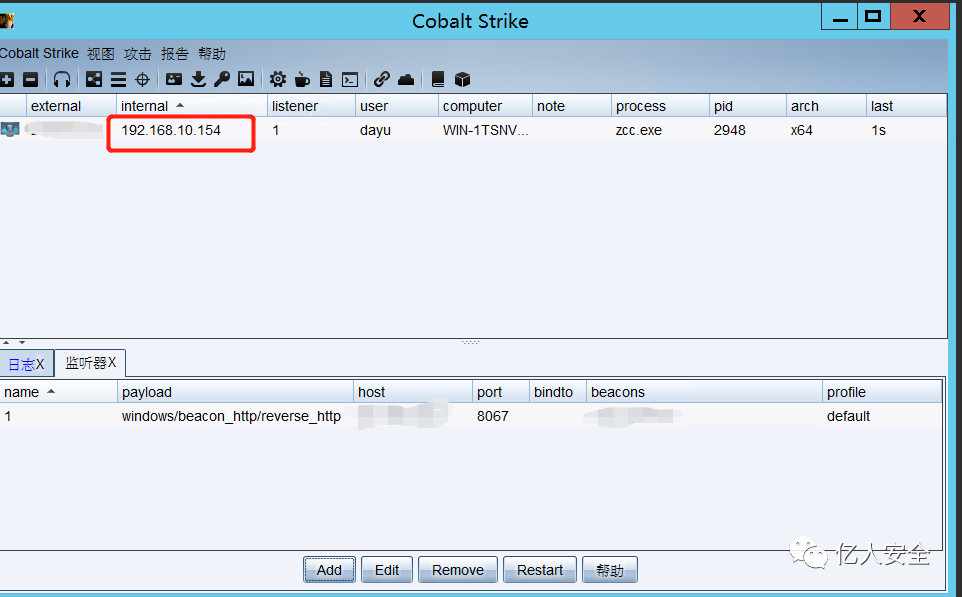 Cobalt Strike
Cobalt Strike 视图 攻击 报告 帮助
external internal listener user computer note process pid arch last
192.168.10.154 1 dayu WIN-1TSNV... zcc.exe 2948 x64 1s
日志X 监听器X
name payload host port bindto beacons profile
1 windows/beacon_http/reverse_http 8067 default
Add Edit Remove Restart 帮助
亿人安全